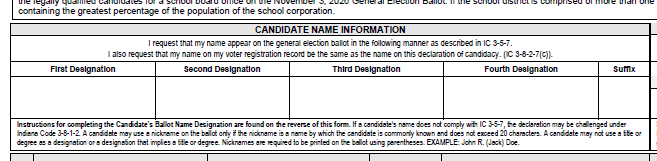 the legally qualified candidates for a school board office on the November 3, 2020 General Election Ballot. If the school district is comprised of more than one
containing the greatest percentage of the population of the school corporation.
CANDIDATE NAME INFORMATION
I request that my name appear on the general election ballot in the following manner as described in IC 3-5-7.
I also request that my name on my voter registration record be the same as the name on this declaration of candidacy. (IC 3-8-2-7(c)).
First Designation Second Designation Third Designation Fourth Designation Suffix
Instructions for completing the Candidate's Ballot Name Designation are found on the reverse of this form. If a candidate's name does not comply with IC 3-5-7, the declaration may be challenged under
Indiana Code 3-8-1-2. A candidate may use a nickname on the ballot only if the nickname is a name by which the candidate is commonly known and does not exceed 20 characters. A candidate may not use a title or
degree as a designation or a designation that implies a title or degree. Nicknames are required to be printed on the ballot using parentheses. EXAMPLE: John R. (Jack) Doe.